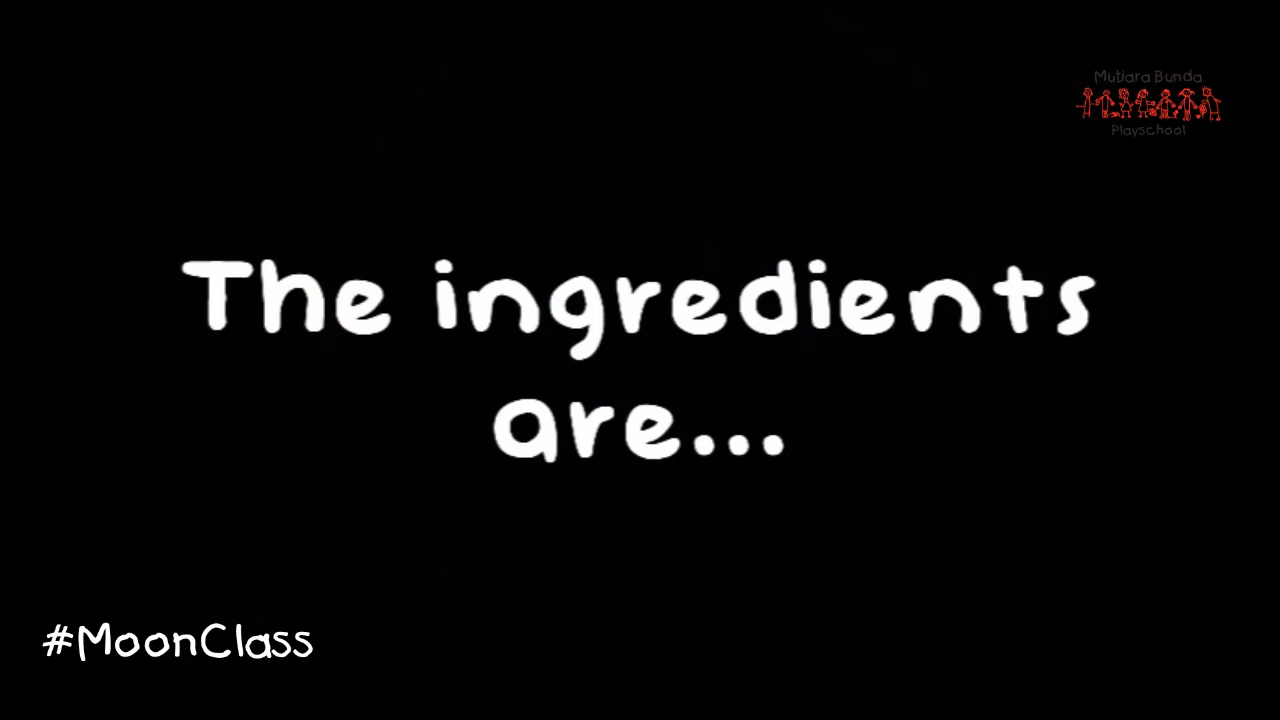 Mutiara Bunda
Playschool
The ingredients
are...
#MoonClass